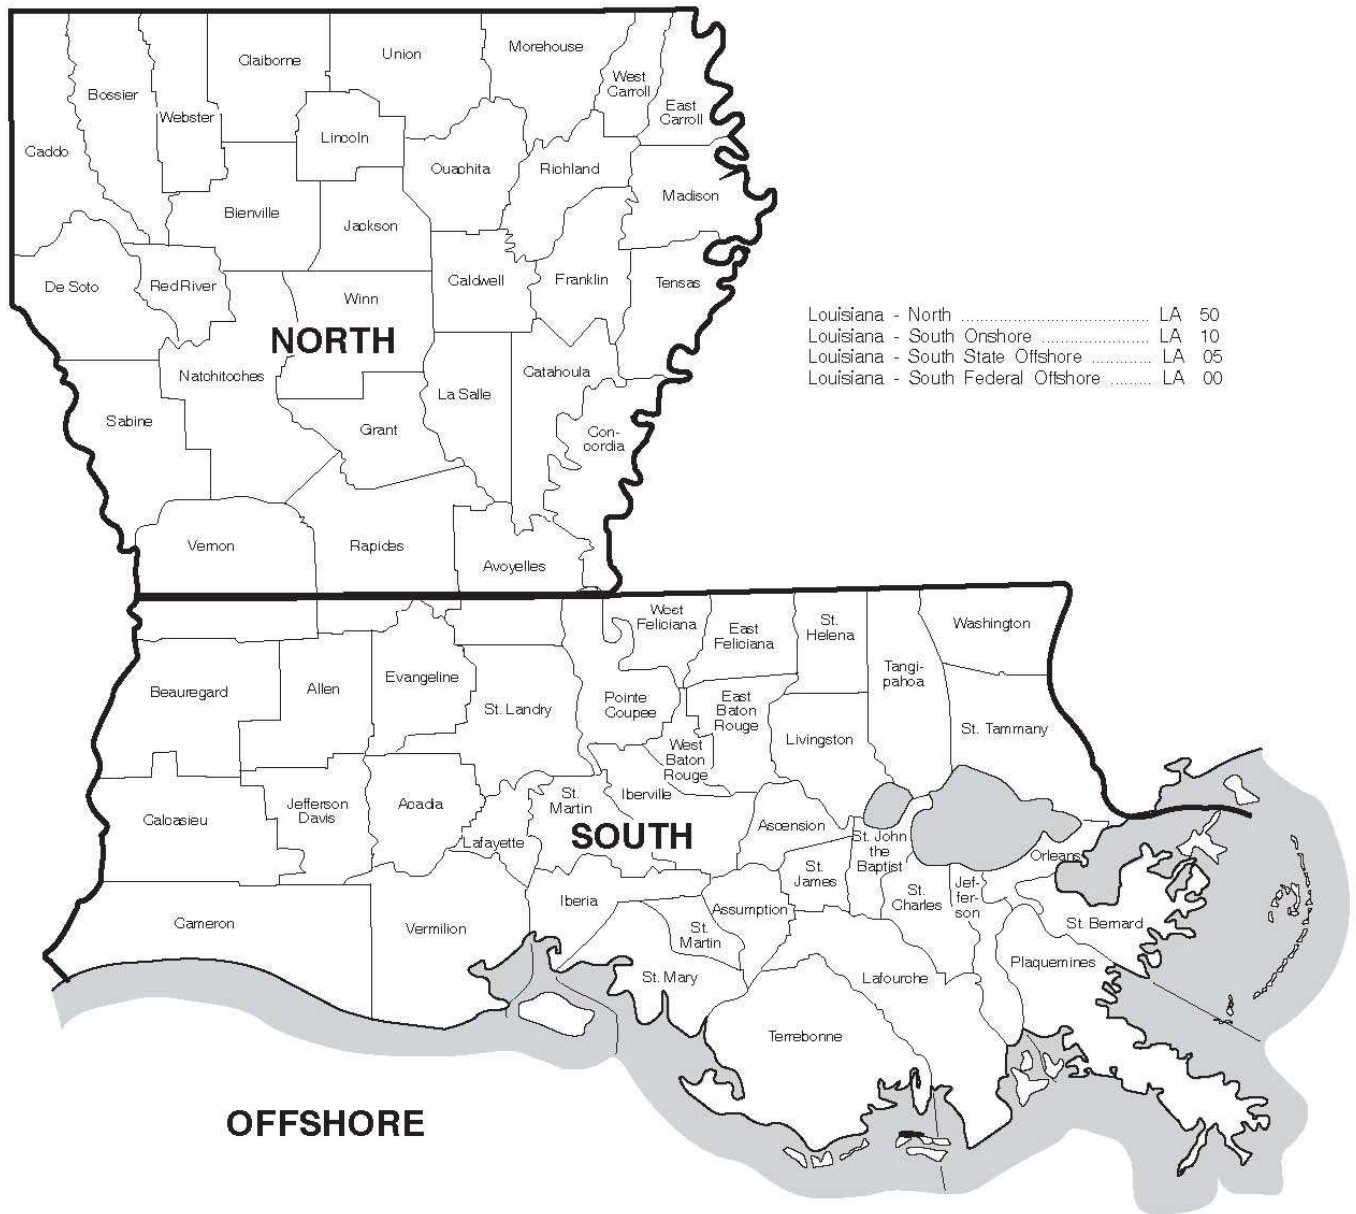 Claiborne
Union
Morehouse
Bossier
Webster
West
Carroll
East
Carroll
Caddo
Lincoln
Ouachita
Richland
Madison
Bienville
Jackson
De Soto
Red River
Winn
Caldwell
Franklin
Tensas
NORTH
Natchitoches
La Salle
Catahoula
Sabine
Grant
Con-
cordia
Vernon
Rapides
Avoyelles
Louisiana - North ...................................... LA 50
Louisiana - South Onshore ...................... LA 10
Louisiana - South State Offshore ............ LA 05
Louisiana - South Federal Offshore ......... LA 00
West
Feliciana
East
Feliciana
St.
Helena
Washington
Tangi-
pahoa
Beauregard
Allen
Evangeline
St. Landry
Pointe
Coupee
East
Baton
Rouge
West
Baton
Rouge
Livingston
St. Tammany
Calcasieu
Jefferson
Davis
Acadia
Lafayette
St.
Martin
Iberville
SOUTH
Ascension
St. John
the
Baptist
St.
James
St.
Charles
Jef-
fer-
son
Orleans
Cameron
Vermilion
Iberia
St.
Martin
Assumption
St. Bernard
St. Mary
Lafourche
Plaquemines
Terrebonne
OFFSHORE